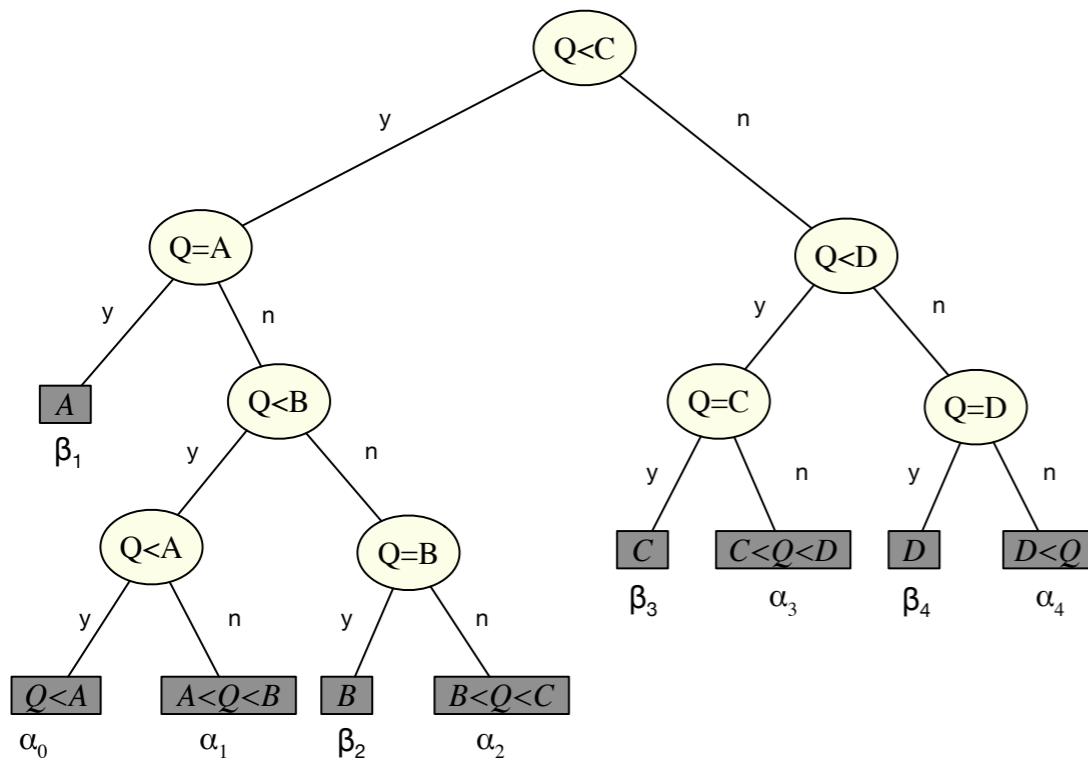 Q<C
y n
Q=A Q<D
y n y n
A Q<B Q=C Q=D
β₁
y n y n y n
Q<A Q=B C C<Q<D D D<Q
β₃ α₃ β₄ α₄
y n y n
Q<A A<Q<B B B<Q<C
α₀ α₁ β₂ α₂